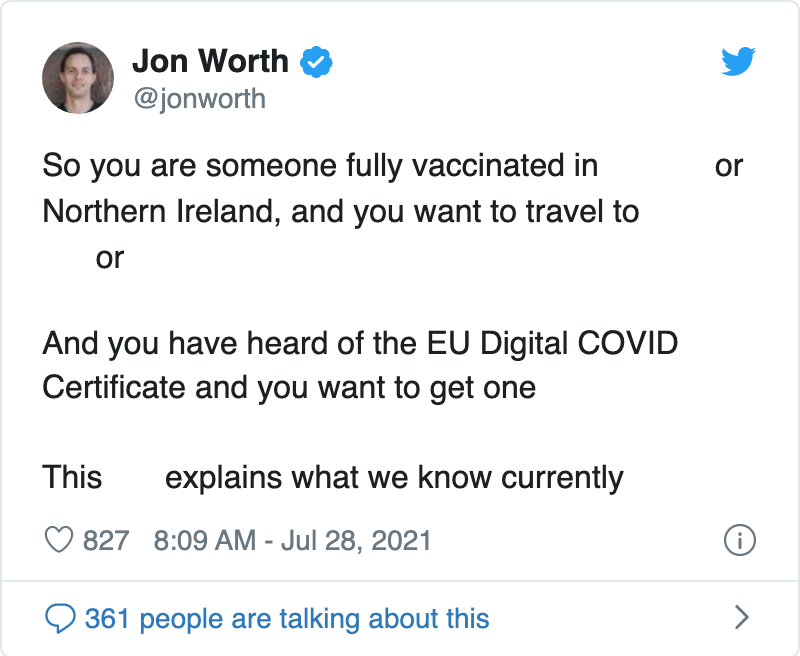 Jon Worth
@jonworth
So you are someone fully vaccinated in or
Northern Ireland, and you want to travel to
or
And you have heard of the EU Digital COVID
Certificate and you want to get one
This explains what we know currently
827 8:09 AM - Jul 28, 2021
361 people are talking about this